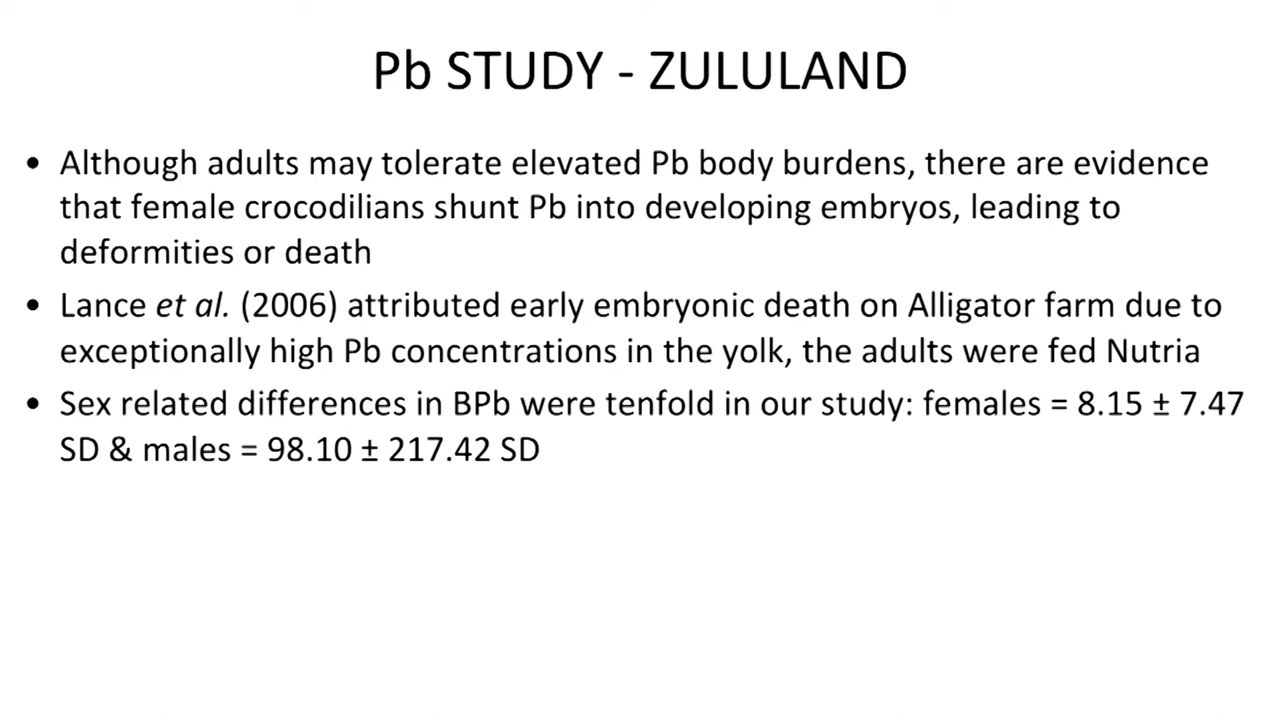 Pb STUDY - ZULULAND
• Although adults may tolerate elevated Pb body burdens, there are evidence
that female crocodilians shunt Pb into developing embryos, leading to
deformities or death
• Lance et al. (2006) attributed early embryonic death on Alligator farm due to
exceptionally high Pb concentrations in the yolk, the adults were fed Nutria
• Sex related differences in BPb were tenfold in our study: females = 8.15 ± 7.47
SD & males = 98.10 ± 217.42 SD